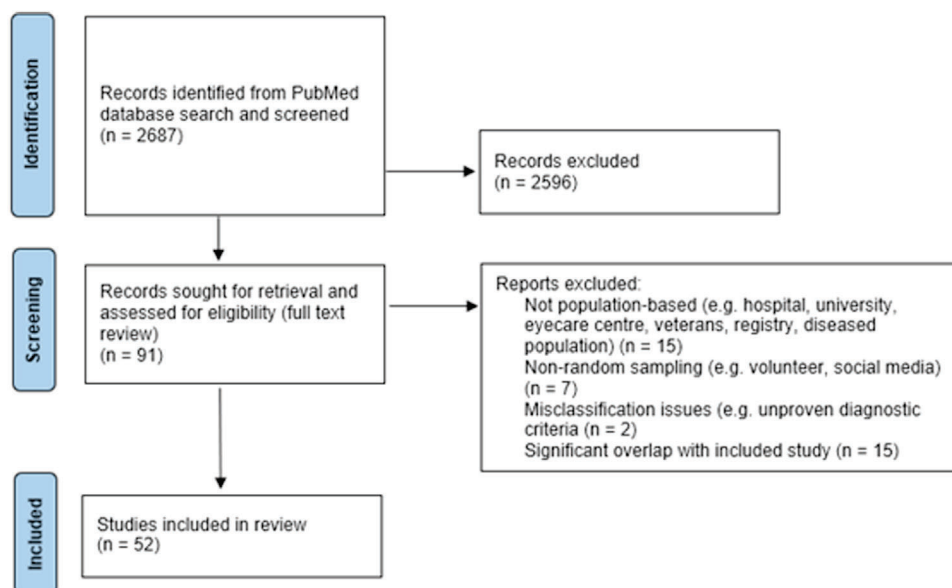 Identification
Records identified from PubMed
database search and screened
(n = 2687)
Records excluded
(n = 2596)
Screening
Records sought for retrieval and
assessed for eligibility (full text
review)
(n = 91)
Reports excluded:
Not population-based (e.g. hospital, university,
eyecare centre, veterans, registry, diseased
population) (n = 15)
Non-random sampling (e.g. volunteer, social media)
(n = 7)
Misclassification issues (e.g. unproven diagnostic
criteria (n = 2)
Significant overlap with included study (n = 15)
Included
Studies included in review
(n = 52)